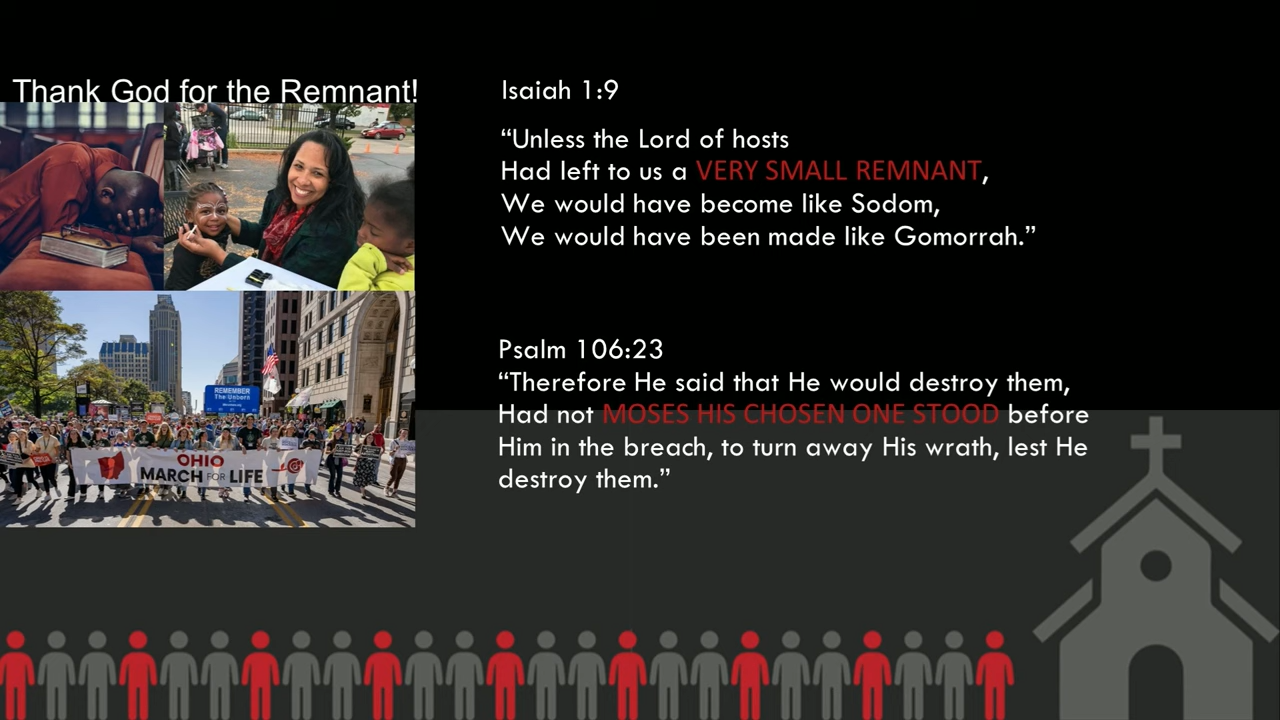 Thank God for the Remnant!
Isaiah 1:9
“Unless the Lord of hosts
Had left to us a VERY SMALL REMNANT,
We would have become like Sodom,
We would have been made like Gomorrah.”
Psalm 106:23
“Therefore He said that He would destroy them,
Had not MOSES HIS CHOSEN ONE STOOD before
Him in the breach, to turn away His wrath, lest He
destroy them.”
REMEMBER
The Unborn
OHIO
MARCH FOR LIFE